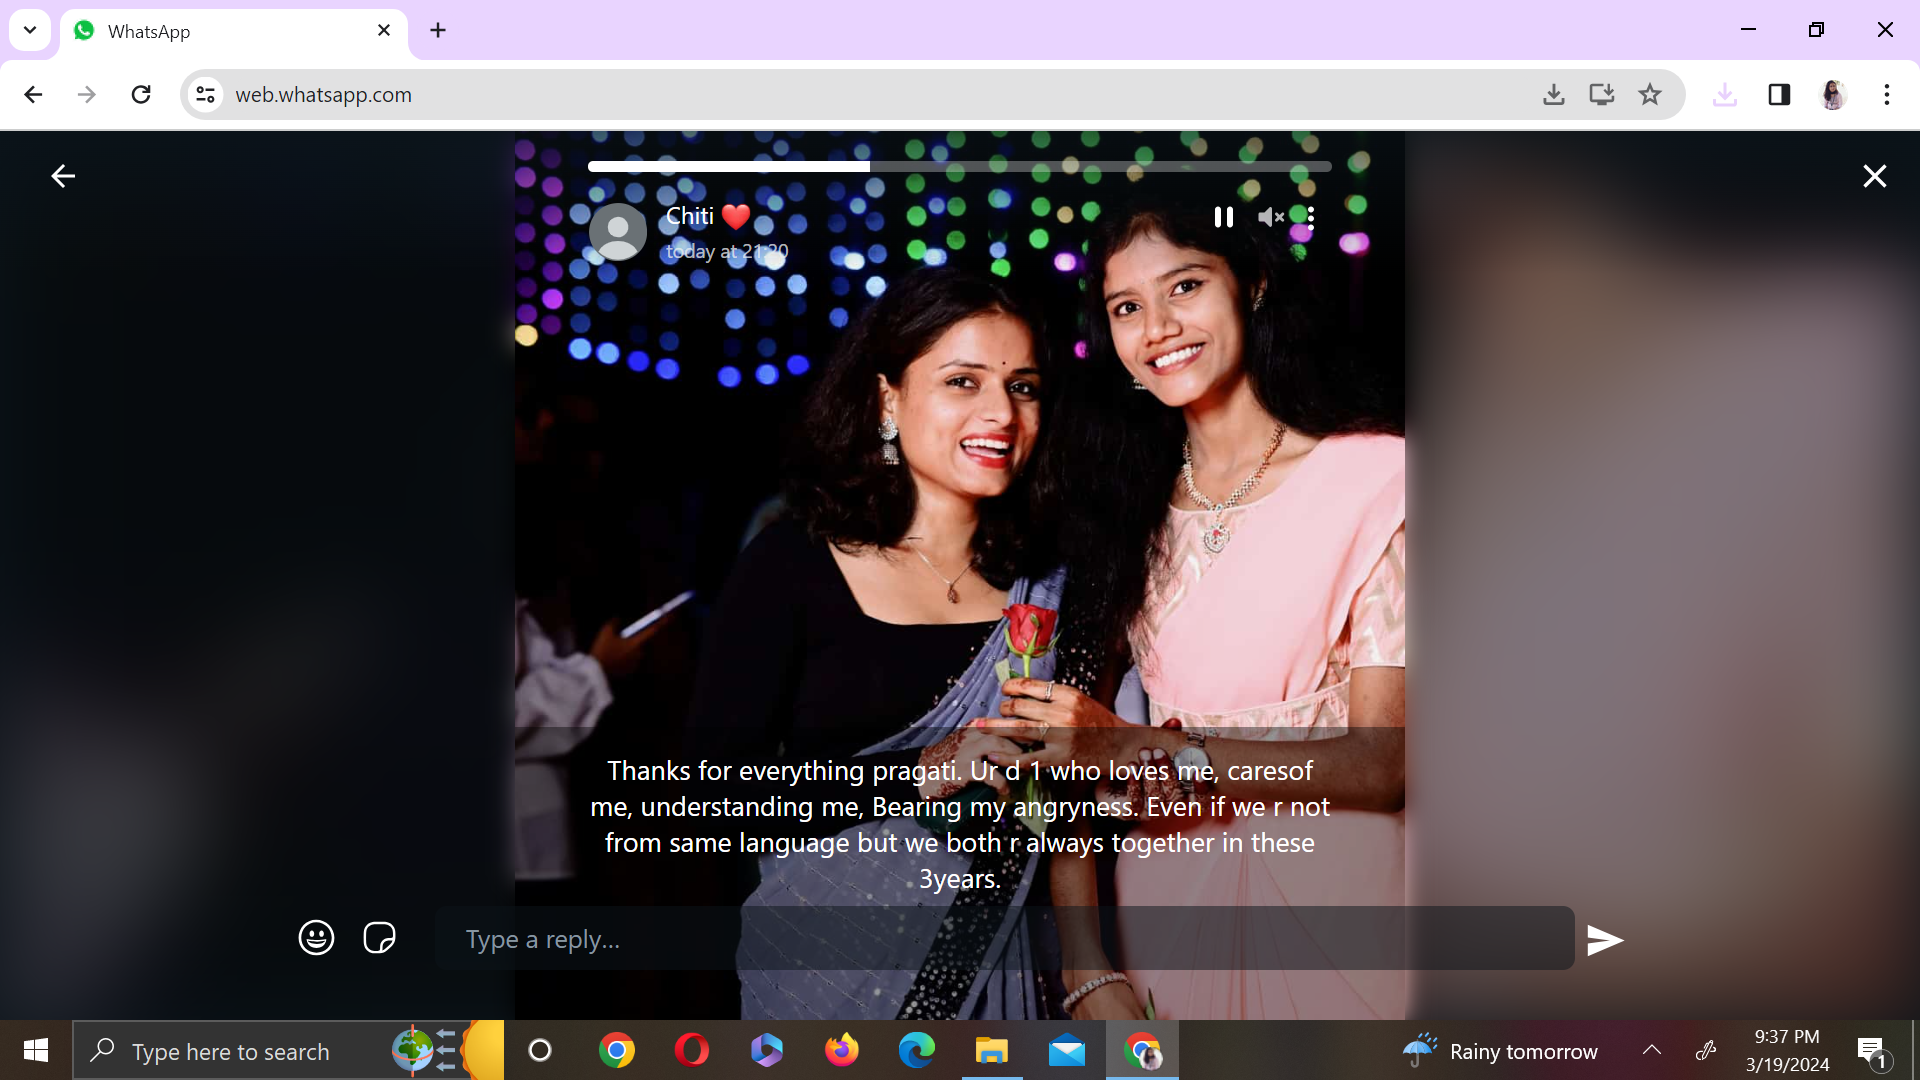 WhatsApp
web.whatsapp.com
Chiti ❤️
today at 21:20
Thanks for everything pragati. Ur d 1 who loves me, caresof
me, understanding me, Bearing my angryness. Even if we r not
from same language but we both r always together in these
3years.
Type a reply...
Type here to search
Rainy tomorrow
9:37 PM
3/19/2024
1